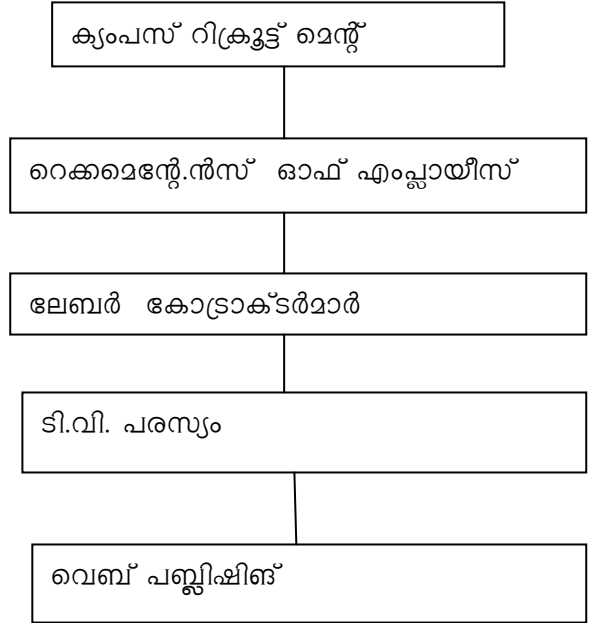 ക്യംപസ് റിക്രൂട്ട് മെന്റ്
റെക്കമെന്റേ.ൻസ് ഓഫ് എംപ്ലായീസ്
ലേബർ കോട്രാക്ടർമാർ
ടി.വി. പരസ്യം
വെബ് പബ്ലിഷിങ്